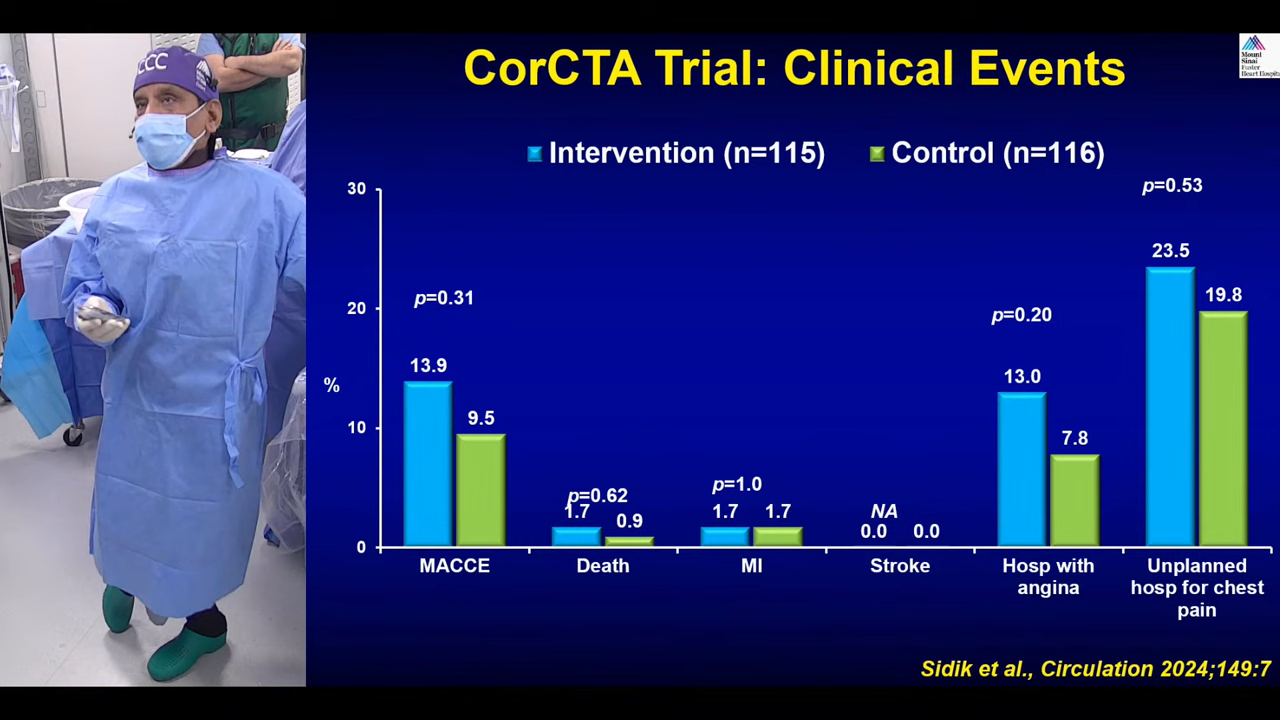 CorCTA Trial: Clinical Events
Mount
Sinai
Fuster
Heart Hospital
CCC
Intervention (n=115)
Control (n=116)
30
20
10
0
%
p=0.31
13.9
9.5
p=0.62
1.7
0.9
p=1.0
1.7
1.7
NA
0.0
0.0
p=0.20
13.0
7.8
p=0.53
23.5
19.8
MACCE
Death
MI
Stroke
Hosp with
angina
Unplanned
hosp for chest
pain
Sidik et al., Circulation 2024;149:7